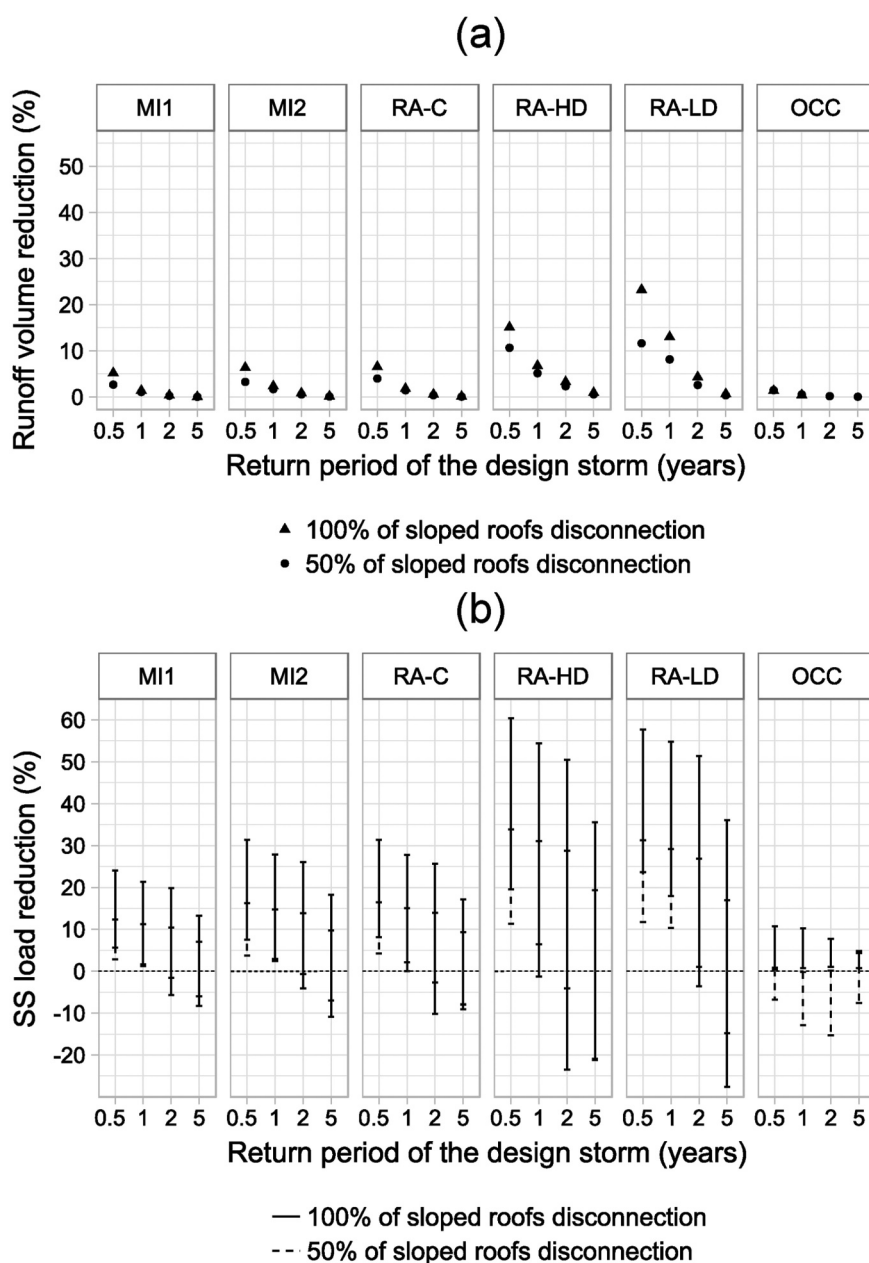 (a)
MI1 MI2 RA-C RA-HD RA-LD OCC
Runoff volume reduction (%)
50
40
30
20
10
0
0.5 1 2 5 0.5 1 2 5 0.5 1 2 5 0.5 1 2 5 0.5 1 2 5 0.5 1 2 5
Return period of the design storm (years)
100% of sloped roofs disconnection
50% of sloped roofs disconnection
(b)
MI1 MI2 RA-C RA-HD RA-LD OCC
SS load reduction (%)
60
50
40
30
20
10
0
-10
-20
0.5 1 2 5 0.5 1 2 5 0.5 1 2 5 0.5 1 2 5 0.5 1 2 5 0.5 1 2 5
Return period of the design storm (years)
100% of sloped roofs disconnection
50% of sloped roofs disconnection